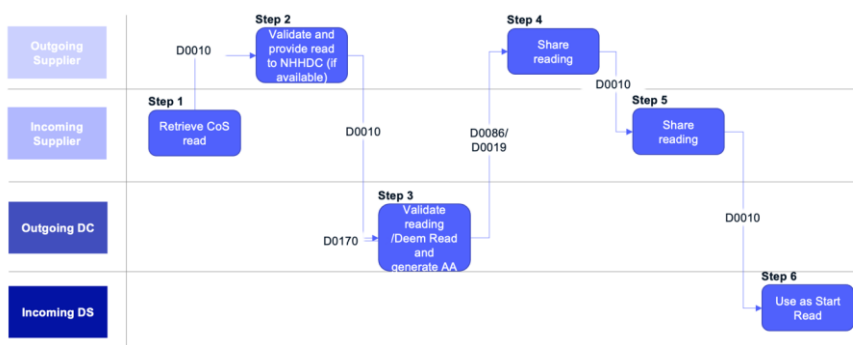 Outgoing
Supplier
Incoming
Supplier
Outgoing DC
Incoming DS
Step 1
Retrieve CoS
read
D0010
Step 2
Validate and
provide read
to NHHDC (if
available)
D0010
D0170
Step 3
Validate
reading
/Deem Read
and
generate AA
D0086/
D0019
Step 4
Share
reading
D0010
Step 5
Share
reading
D0010
Step 6
Use as Start
Read